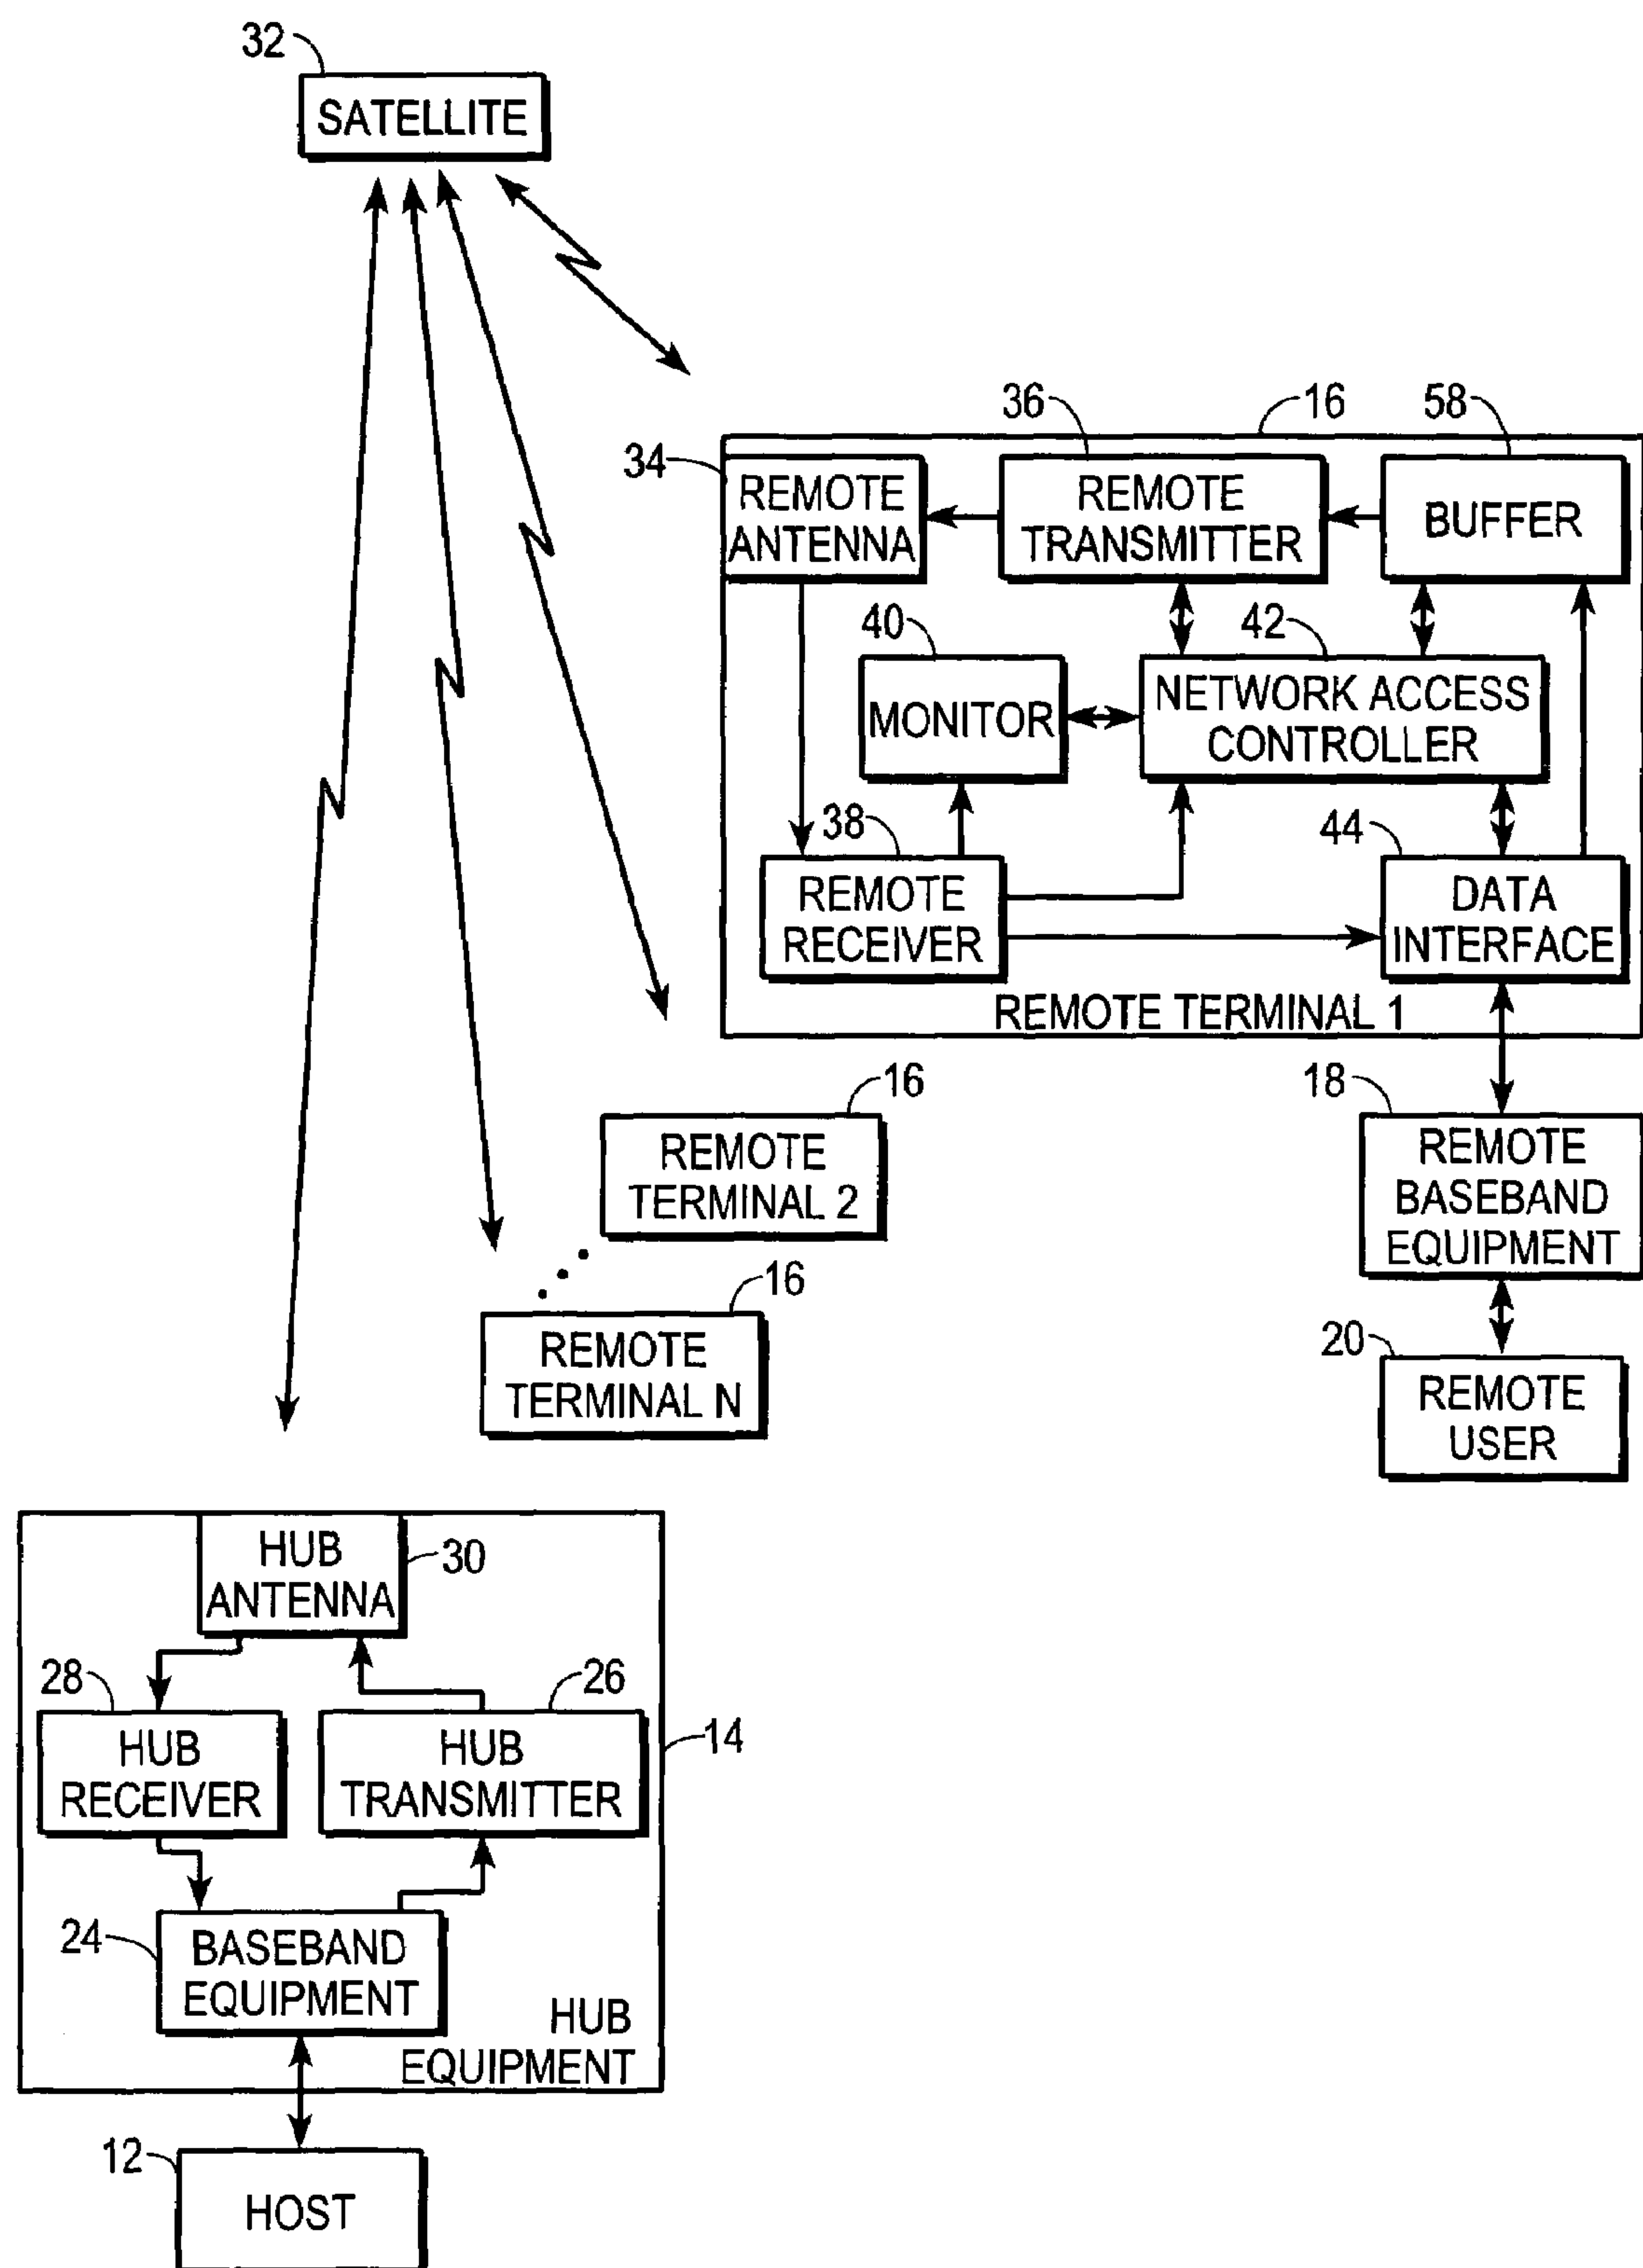 32
SATELLITE
36
16
58
34
REMOTE
ANTENNA
REMOTE
TRANSMITTER
BUFFER
40
42
MONITOR
NETWORK ACCESS
CONTROLLER
38
44
REMOTE
RECEIVER
DATA
INTERFACE
REMOTE TERMINAL 1
16
18
REMOTE
TERMINAL 2
REMOTE
BASEBAND
EQUIPMENT
16
REMOTE
TERMINAL N
20
REMOTE
USER
HUB
ANTENNA
30
28
26
HUB
RECEIVER
HUB
TRANSMITTER
14
24
BASEBAND
EQUIPMENT
HUB
EQUIPMENT
12
HOST